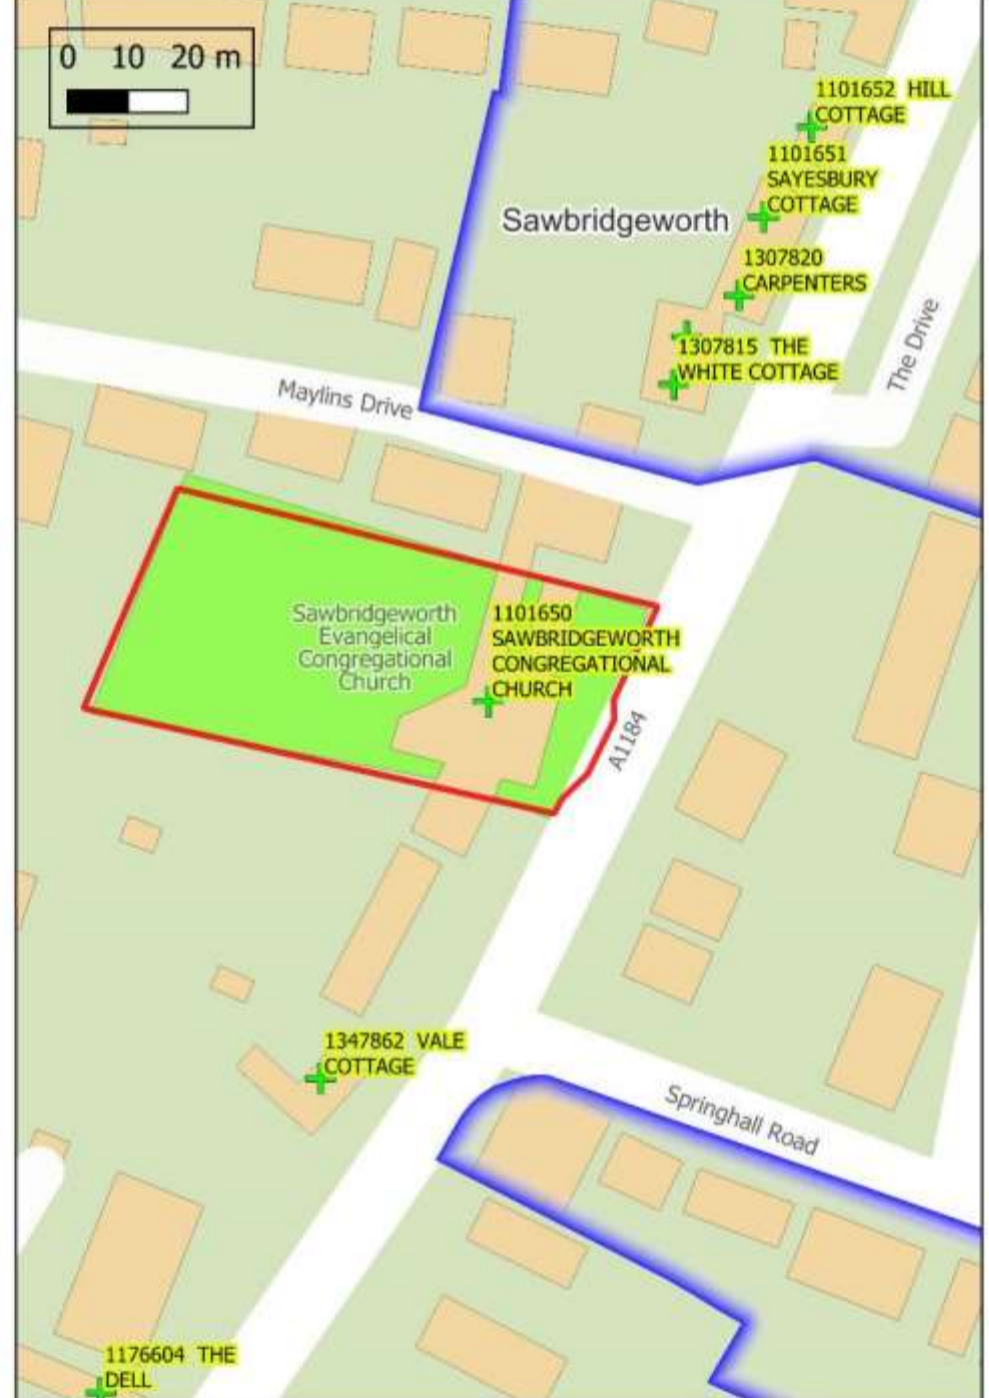 0 10 20 m
1101652 HILL
COTTAGE
1101651
SAYESBURY
COTTAGE
Sawbridgeworth
1307820
CARPENTERS
The Drive
1307815 THE
WHITE COTTAGE
Maylins Drive
Sawbridgeworth
Evangelical
Congregational
Church
1101650
SAWBRIDGEWORTH
CONGREGATIONAL
CHURCH
A1184
1347862 VALE
COTTAGE
Springhall Road
1176604 THE
DELL